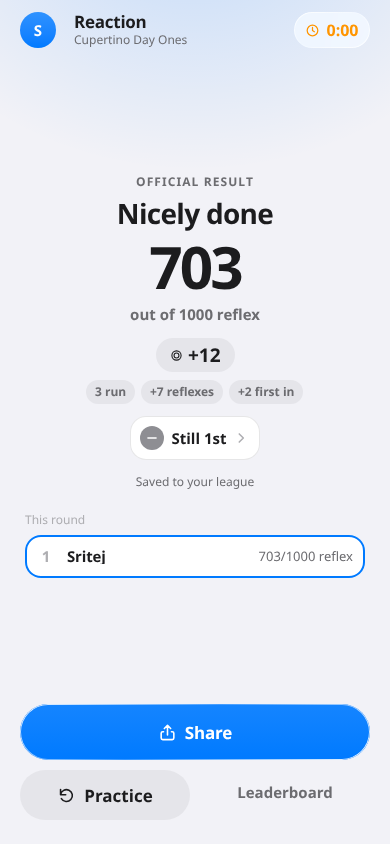 S
Reaction
Cupertino Day Ones
0:00
OFFICIAL RESULT
Nicely done
703
out of 1000 reflex
+12
3 run
+7 reflexes
+2 first in
Still 1st
Saved to your league
This round
1 Sritej 703/1000 reflex
Share
Practice
Leaderboard